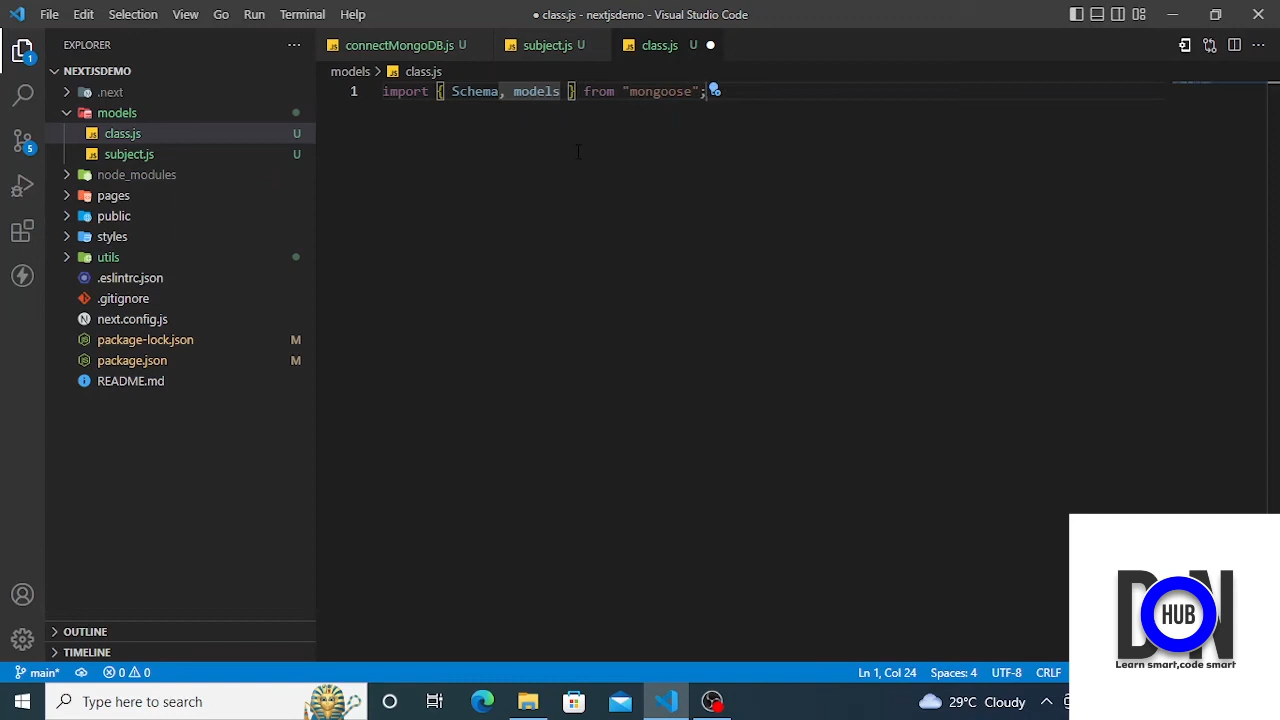 File Edit Selection View Go Run Terminal Help
● class.js - nextjsdemo - Visual Studio Code
EXPLORER
connectMongoDB.js U
subject.js U
class.js U
NEXTJSDEMO
models > class.js
.next
1 import { Schema, models } from "mongoose";
models
class.js U
subject.js U
node_modules
pages
public
styles
utils
.eslintrc.json
.gitignore
next.config.js
package-lock.json M
package.json M
README.md
1
5
OUTLINE
TIMELINE
DON
HUB
Learn smart,code smart
main* 0 0
Ln 1, Col 24 Spaces: 4 UTF-8 CRLF
Type here to search
29°C Cloudy